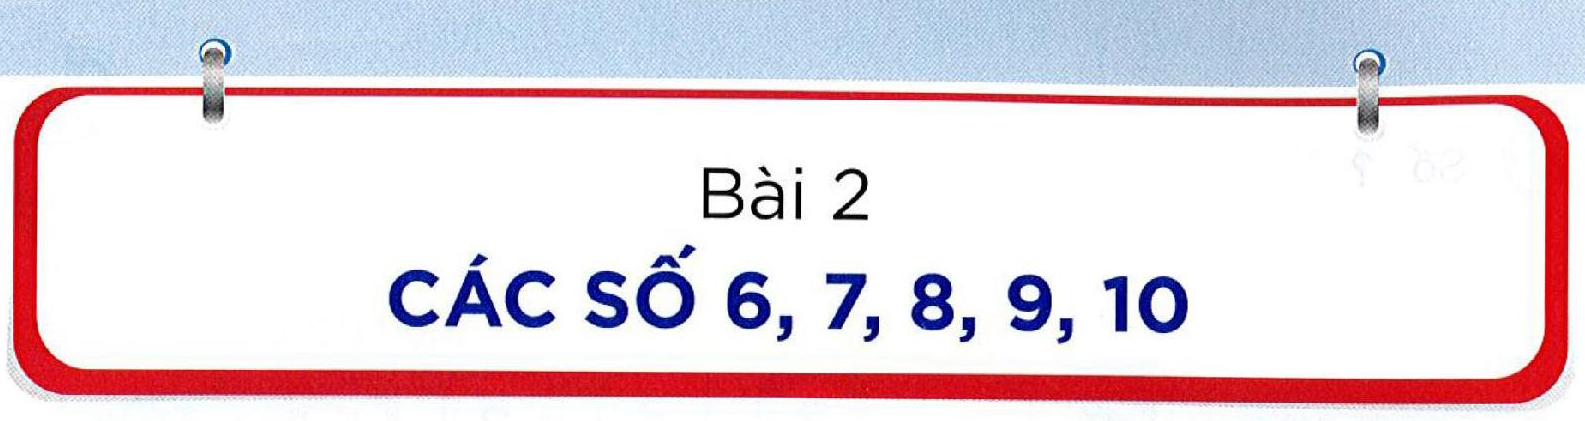 Bài 2
CÁC SỐ 6, 7, 8, 9, 10